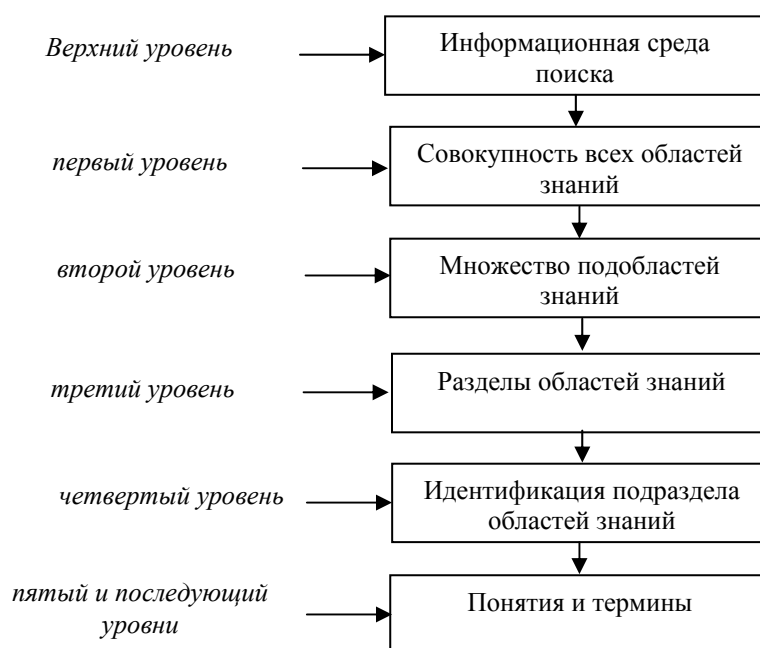 Верхний уровень
Информационная среда
поиска
первый уровень
Совокупность всех областей
знаний
второй уровень
Множество подобластей
знаний
третий уровень
Разделы областей знаний
четвертый уровень
Идентификация подраздела
областей знаний
пятый и последующий
уровни
Понятия и термины